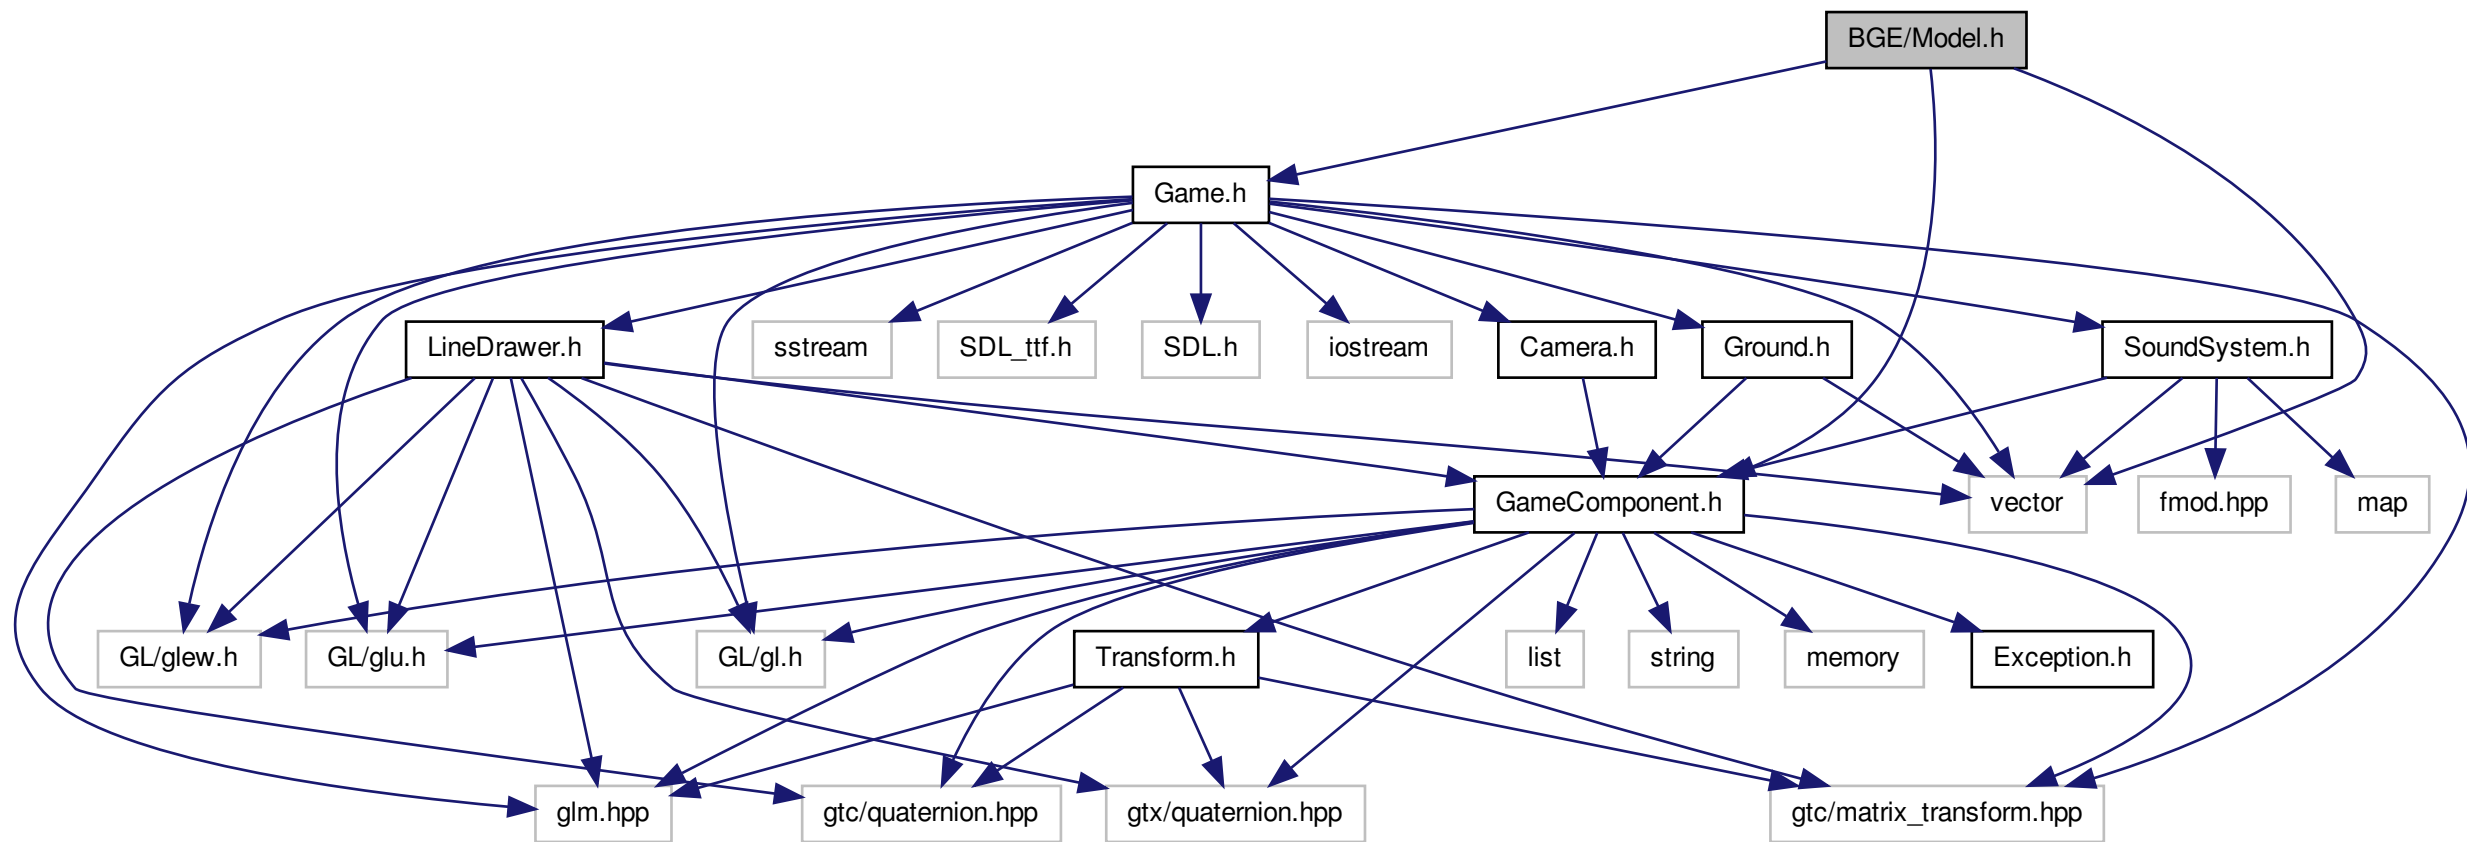 BGE/Model.h
Game.h
LineDrawer.h
sstream
SDL_ttf.h
SDL.h
iostream
Camera.h
Ground.h
SoundSystem.h
GameComponent.h
vector
fmod.hpp
map
GL/glew.h
GL/glu.h
GL/gl.h
Transform.h
list
string
memory
Exception.h
glm.hpp
gtc/quaternion.hpp
gtx/quaternion.hpp
gtc/matrix_transform.hpp